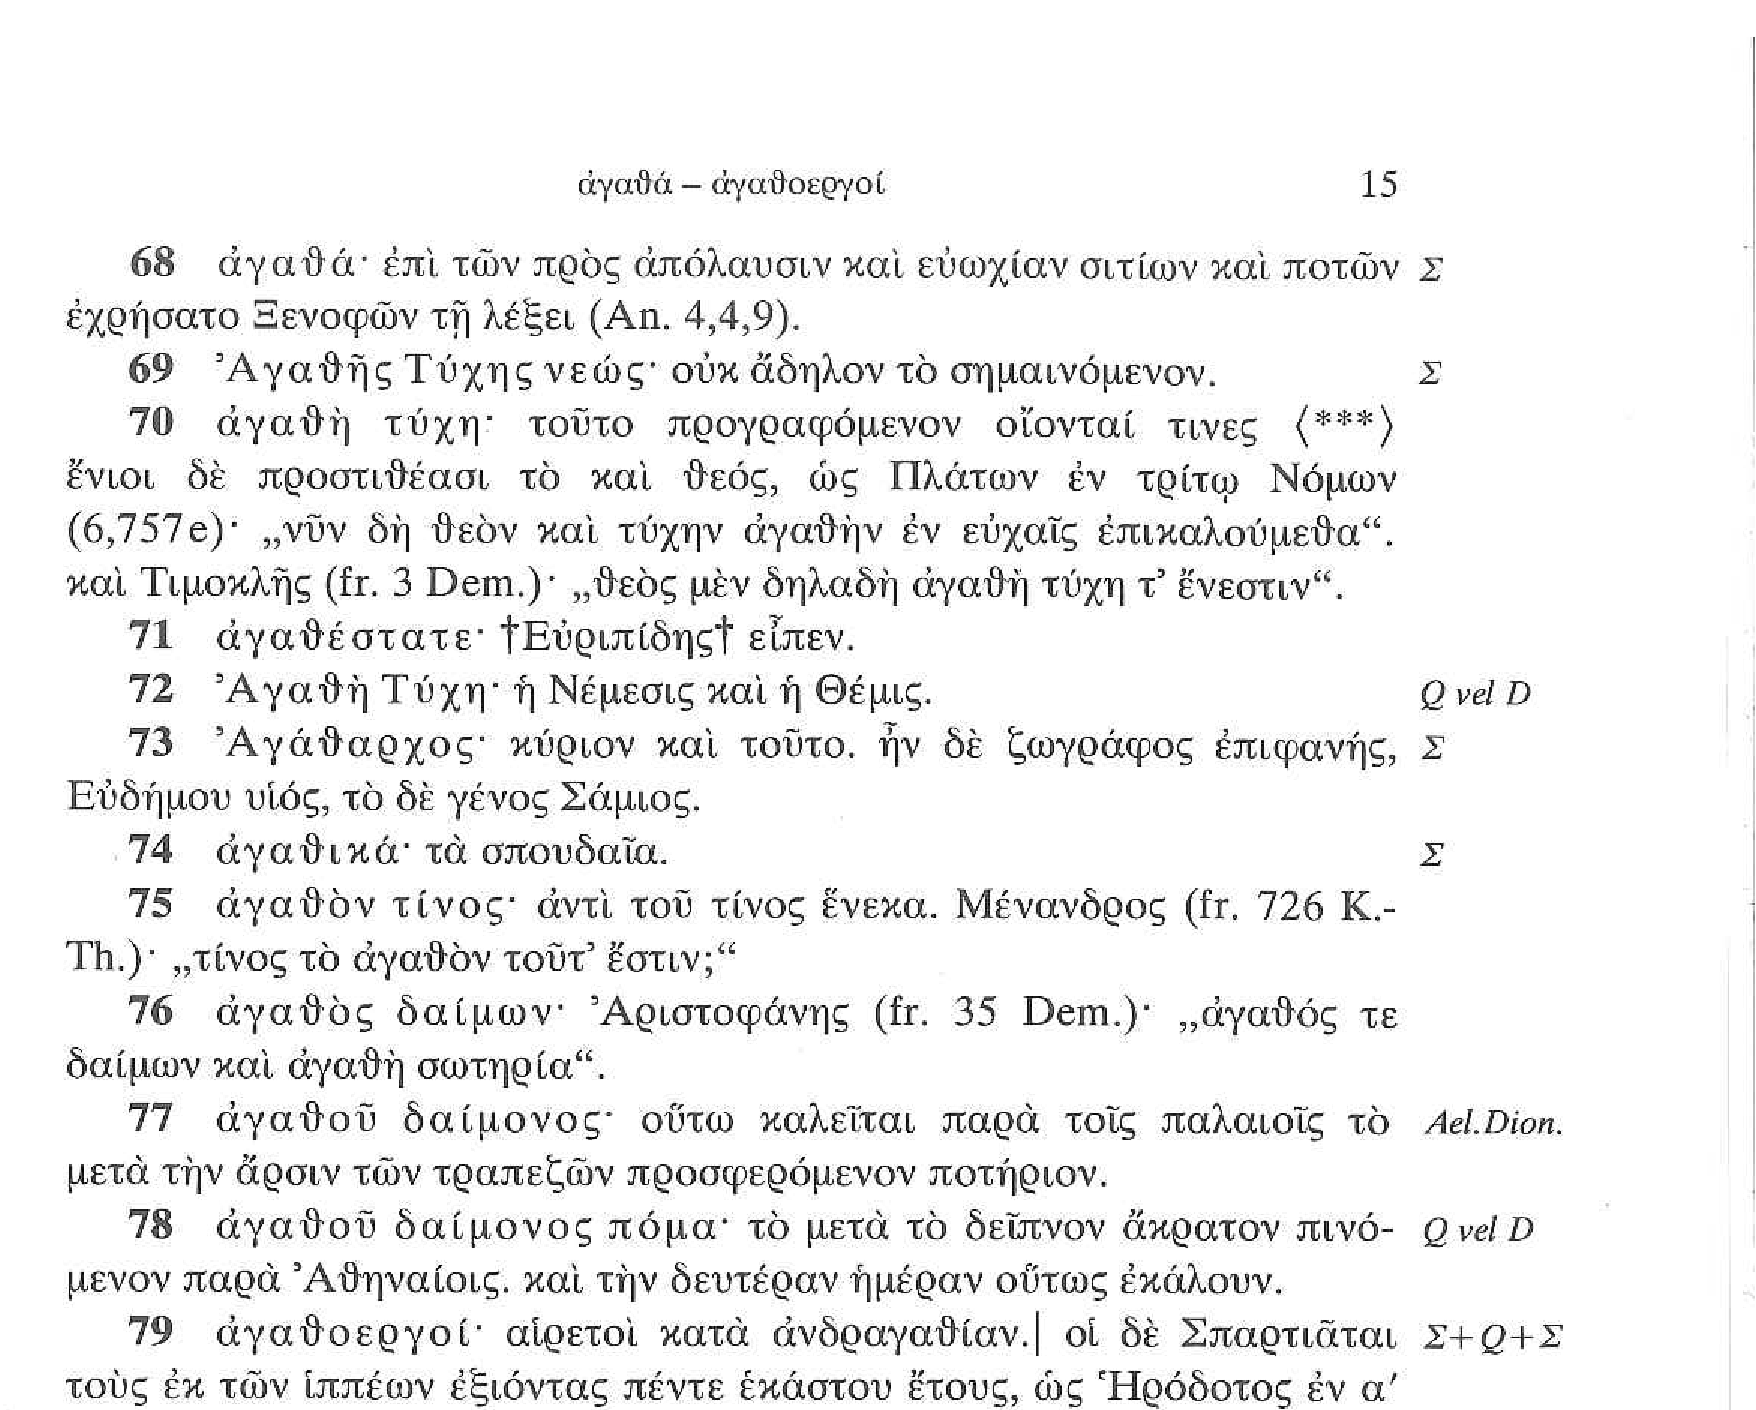 ἀγαθά – ἀγαθοεργοί 15
68 ἀγαθά· ἐπὶ τῶν πρὸς ἀπόλαυσιν καὶ εὐωχίαν σιτίων καὶ ποτῶν Σ
ἐχρήσατο Ξενοφῶν τῇ λέξει (An. 4,4,9).
69 Ἀγαθῆς Τύχης νεώς· οὐκ ἄδηλον τὸ σημαινόμενον. Σ
70 ἀγαθὴ τύχη· τοῦτο προγραφόμενον οἴονταί τινες ⟨***⟩
ἔνιοι δὲ προστιθέασι τὸ καὶ θεός, ὡς Πλάτων ἐν τρίτῳ Νόμων
(6,757e)· „νῦν δὴ θεὸν καὶ τύχην ἀγαθὴν ἐν εὐχαῖς ἐπικαλούμεθα“.
καὶ Τιμοκλῆς (fr. 3 Dem.)· „θεὸς μὲν δηλαδὴ ἀγαθὴ τύχη τ’ ἔνεστιν“.
71 ἀγαθέστατε· †Εὐριπίδης† εἶπεν.
72 Ἀγαθὴ Τύχη· ἡ Νέμεσις καὶ ἡ Θέμις. Q vel D
73 Ἀγάθαρχος· κύριον καὶ τοῦτο. ἦν δὲ ζωγράφος ἐπιφανής, Σ
Εὐδήμου υἱός, τὸ δὲ γένος Σάμιος.
74 ἀγαθικά· τὰ σπουδαῖα. Σ
75 ἀγαθὸν τίνος· ἀντὶ τοῦ τίνος ἕνεκα. Μένανδρος (fr. 726 K.-
Th.)· „τίνος τὸ ἀγαθὸν τοῦτ’ ἔστιν;“
76 ἀγαθὸς δαίμων· Ἀριστοφάνης (fr. 35 Dem.)· „ἀγαθός τε
δαίμων καὶ ἀγαθὴ σωτηρία“.
77 ἀγαθοῦ δαίμονος· οὕτω καλεῖται παρὰ τοῖς παλαιοῖς τὸ Ael.Dion.
μετὰ τὴν ἄρσιν τῶν τραπεζῶν προσφερόμενον ποτήριον.
78 ἀγαθοῦ δαίμονος πόμα· τὸ μετὰ τὸ δεῖπνον ἄκρατον πινό- Q vel D
μενον παρὰ Ἀθηναίοις. καὶ τὴν δευτέραν ἡμέραν οὕτως ἐκάλουν.
79 ἀγαθοεργοί· αἱρετοὶ κατὰ ἀνδραγαθίαν.| οἱ δὲ Σπαρτιᾶται Σ+Q+Σ
τοὺς ἐκ τῶν ἱππέων ἐξιόντας πέντε ἑκάστου ἔτους, ὡς Ἡρόδοτος ἐν α′